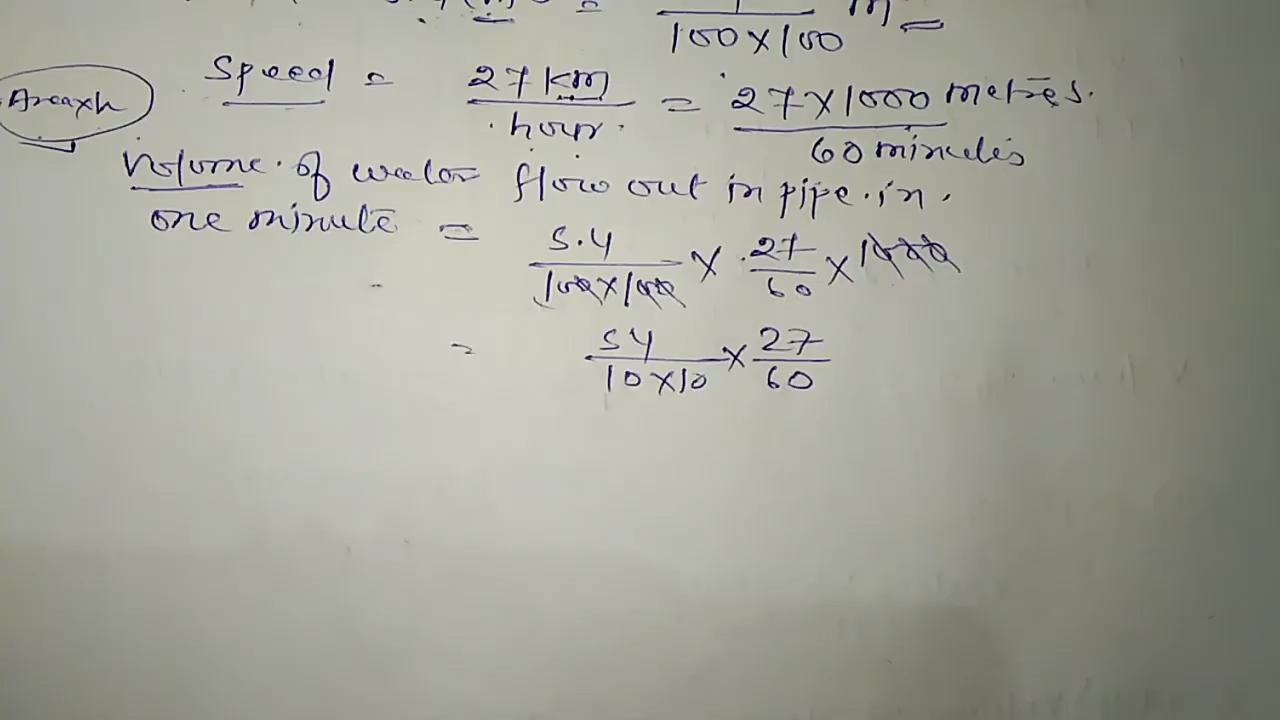 100×100 m
Speed = 27 km / hour = 27×1000 metres. / 60 minutes
Area×h
Volume of water flow out in pipe in.
one minute = 5.4 / 100×100 × 27 / 60 × 1000
= 54 / 10×10 × 27 / 60